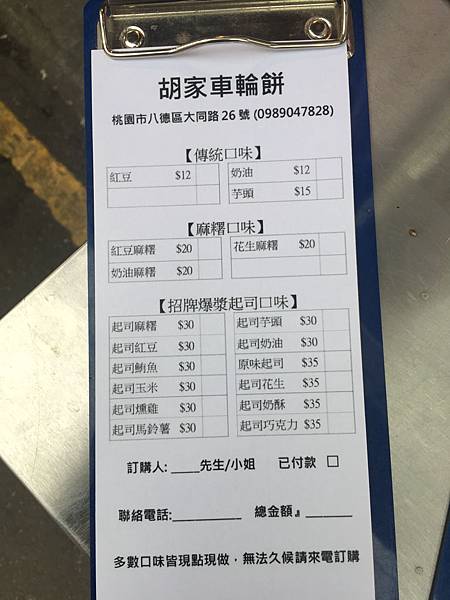 胡家車輪餅
桃園市八德區大同路 26 號 (0989047828)
【傳統口味】
紅豆 $12 奶油 $12
芋頭 $15
【麻糬口味】
紅豆麻糬 $20 花生麻糬 $20
奶油麻糬 $20
【招牌爆漿起司口味】
起司麻糬 $30 起司芋頭 $30
起司紅豆 $30 起司奶油 $30
起司鮪魚 $30 原味起司 $35
起司玉米 $30 起司花生 $35
起司燻雞 $30 起司奶酥 $35
起司馬鈴薯 $30 起司巧克力 $35
訂購人: ____先生/小姐 已付款 □
聯絡電話:__________ 總金額』_______
多數口味皆現點現做，無法久候請來電訂購